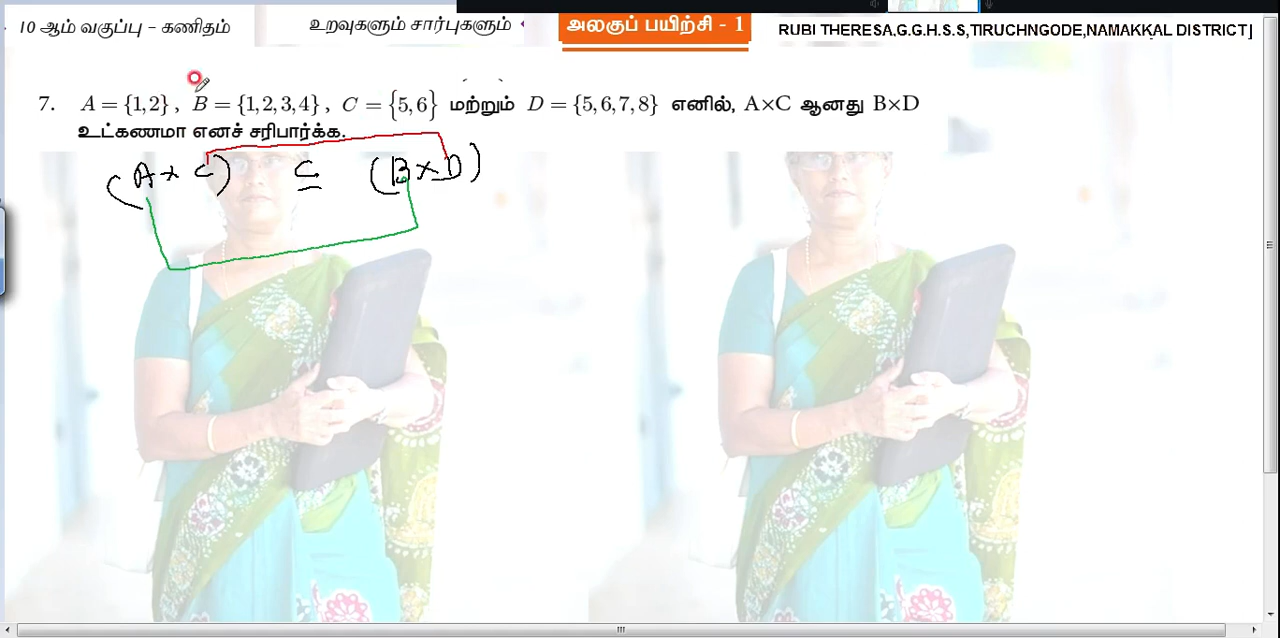 10 ஆம் வகுப்பு – கணிதம்
உறவுகளும் சார்புகளும்
அலகுப் பயிற்சி - 1
RUBI THERESA,G.G.H.S.S,TIRUCHNGODE,NAMAKKAL DISTRICT]
7. A = {1,2} , B = {1,2,3,4} , C = {5,6} மற்றும் D = {5,6,7,8} எனில், A×C ஆனது B×D
உட்கணமா எனச் சரிபார்க்க.
(A × C) ⊆ (B × D)